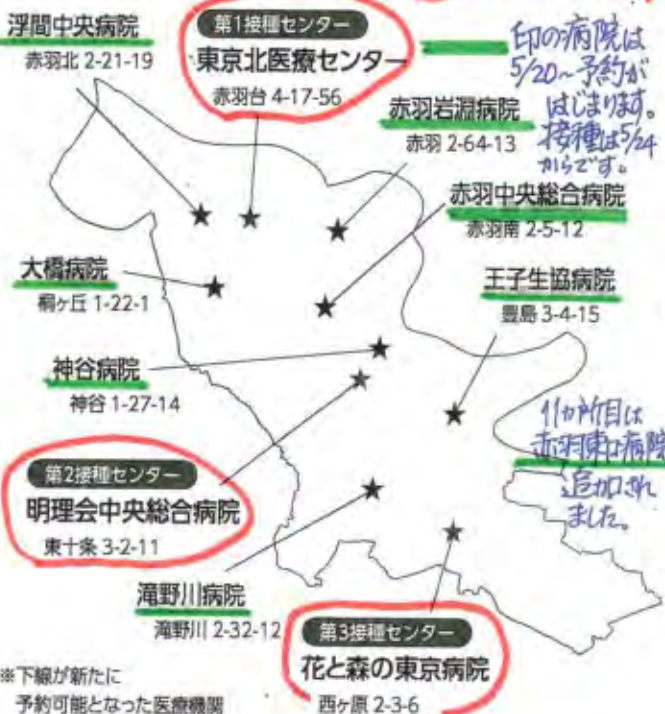 浮間中央病院
赤羽北 2-21-19
第1接種センター
東京北医療センター
赤羽台 4-17-56
印の病院は
5/20~予約が
はじまります。
接種は5/24
からです。
赤羽岩淵病院
赤羽 2-64-13
赤羽中央総合病院
赤羽南 2-5-12
大橋病院
桐ヶ丘 1-22-1
王子生協病院
豊島 3-4-15
神谷病院
神谷 1-27-14
11カ所目は
赤羽東口病院
追加され
ました。
第2接種センター
明理会中央総合病院
東十条 3-2-11
滝野川病院
滝野川 2-32-12
第3接種センター
花と森の東京病院
西ヶ原 2-3-6
※下線が新たに
予約可能となった医療機関